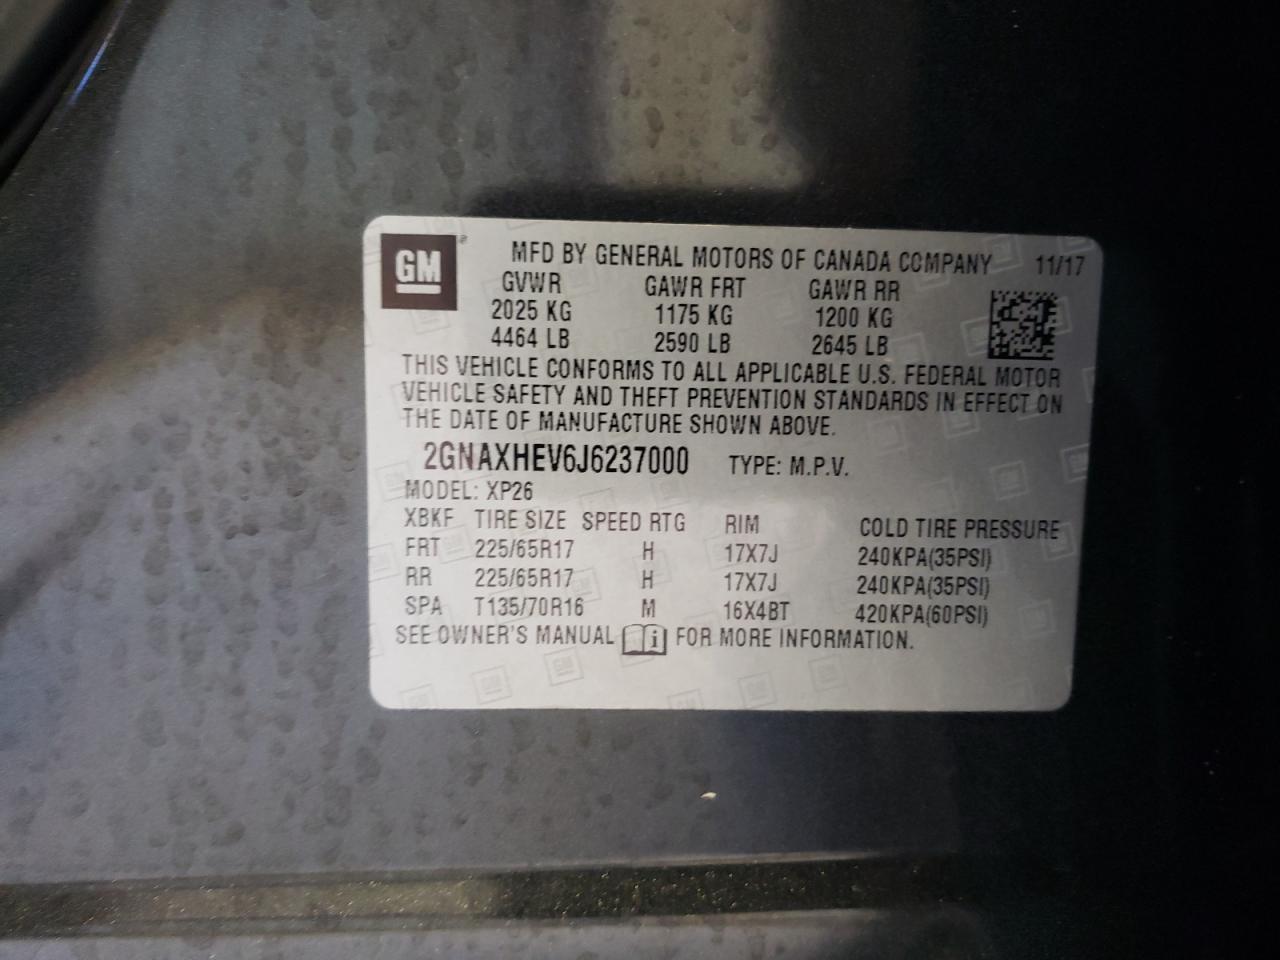 GM®
MFD BY GENERAL MOTORS OF CANADA COMPANY 11/17
GVWR GAWR FRT GAWR RR
2025 KG 1175 KG 1200 KG
4464 LB 2590 LB 2645 LB
THIS VEHICLE CONFORMS TO ALL APPLICABLE U.S. FEDERAL MOTOR
VEHICLE SAFETY AND THEFT PREVENTION STANDARDS IN EFFECT ON
THE DATE OF MANUFACTURE SHOWN ABOVE.
2GNAXHEV6J6237000 TYPE: M.P.V.
MODEL: XP26
XBKF TIRE SIZE SPEED RTG RIM COLD TIRE PRESSURE
FRT 225/65R17 H 17X7J 240KPA(35PSI)
RR 225/65R17 H 17X7J 240KPA(35PSI)
SPA T135/70R16 M 16X4BT 420KPA(60PSI)
SEE OWNER'S MANUAL i FOR MORE INFORMATION.